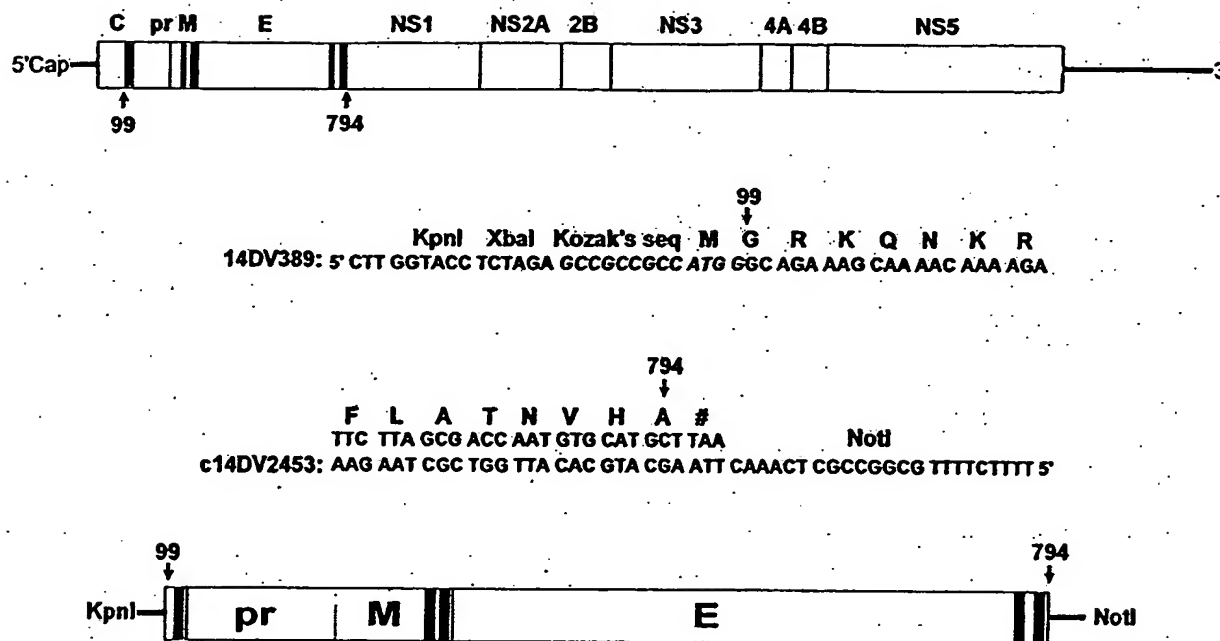 C pr M E NS1 NS2A 2B NS3 4A 4B NS5
5'Cap 3
99 794
99
KpnI XbaI Kozak's seq M G R K Q N K R
14DV389: 5' CTT GGTACC TCTAGA GCCGCCGCC ATG GGC AGA AAG CAA AAC AAA AGA
794
F L A T N V H A #
TTC TTA GCG ACC AAT GTG CAT GCT TAA NotI
c14DV2453: AAG AAT CGC TGG TTA CAC GTA CGA ATT CAAACT CGCCGGCG TTTTCTTTT 5'
99 794
KpnI pr M E NotI